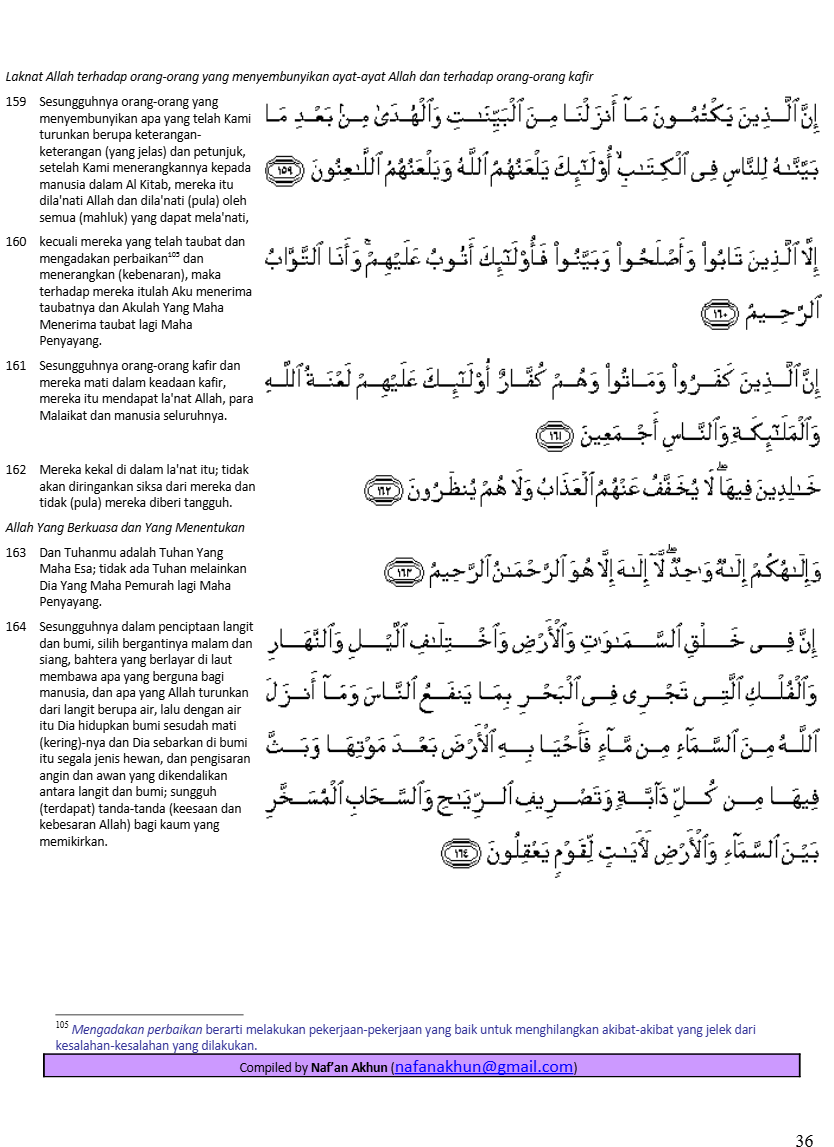 Laknat Allah terhadap orang-orang yang menyembunyikan ayat-ayat Allah dan terhadap orang-orang kafir
159 Sesungguhnya orang-orang yang
menyembunyikan apa yang telah Kami
turunkan berupa keterangan-
keterangan (yang jelas) dan petunjuk,
setelah Kami menerangkannya kepada
manusia dalam Al Kitab, mereka itu
dila'nati Allah dan dila'nati (pula) oleh
semua (mahluk) yang dapat mela'nati,
إِنَّ ٱلَّذِينَ يَكْتُمُونَ مَآ أَنزَلْنَا مِنَ ٱلْبَيِّنَـٰتِ وَٱلْهُدَىٰ مِنۢ بَعْدِ مَا
بَيَّنَّـٰهُ لِلنَّاسِ فِى ٱلْكِتَـٰبِ ۙ أُو۟لَـٰٓئِكَ يَلْعَنُهُمُ ٱللَّهُ وَيَلْعَنُهُمُ ٱللَّـٰعِنُونَ ١٥٩
160 kecuali mereka yang telah taubat dan
mengadakan perbaikan¹⁰⁵ dan
menerangkan (kebenaran), maka
terhadap mereka itulah Aku menerima
taubatnya dan Akulah Yang Maha
Menerima taubat lagi Maha
Penyayang.
إِلَّا ٱلَّذِينَ تَابُوا۟ وَأَصْلَحُوا۟ وَبَيَّنُوا۟ فَأُو۟لَـٰٓئِكَ أَتُوبُ عَلَيْهِمْ ۚ وَأَنَا ٱلتَّوَّابُ
ٱلرَّحِيمُ ١٦٠
161 Sesungguhnya orang-orang kafir dan
mereka mati dalam keadaan kafir,
mereka itu mendapat la'nat Allah, para
Malaikat dan manusia seluruhnya.
إِنَّ ٱلَّذِينَ كَفَرُوا۟ وَمَاتُوا۟ وَهُمْ كُفَّارٌ أُو۟لَـٰٓئِكَ عَلَيْهِمْ لَعْنَةُ ٱللَّهِ
وَٱلْمَلَـٰٓئِكَةِ وَٱلنَّاسِ أَجْمَعِينَ ١٦١
162 Mereka kekal di dalam la'nat itu; tidak
akan diringankan siksa dari mereka dan
tidak (pula) mereka diberi tangguh.
خَـٰلِدِينَ فِيهَا ۖ لَا يُخَفَّفُ عَنْهُمُ ٱلْعَذَابُ وَلَا هُمْ يُنظَرُونَ ١٦٢
Allah Yang Berkuasa dan Yang Menentukan
163 Dan Tuhanmu adalah Tuhan Yang
Maha Esa; tidak ada Tuhan melainkan
Dia Yang Maha Pemurah lagi Maha
Penyayang.
وَإِلَـٰهُكُمْ إِلَـٰهٌ وَٰحِدٌ ۖ لَّآ إِلَـٰهَ إِلَّا هُوَ ٱلرَّحْمَـٰنُ ٱلرَّحِيمُ ١٦٣
164 Sesungguhnya dalam penciptaan langit
dan bumi, silih bergantinya malam dan
siang, bahtera yang berlayar di laut
membawa apa yang berguna bagi
manusia, dan apa yang Allah turunkan
dari langit berupa air, lalu dengan air
itu Dia hidupkan bumi sesudah mati
(kering)-nya dan Dia sebarkan di bumi
itu segala jenis hewan, dan pengisaran
angin dan awan yang dikendalikan
antara langit dan bumi; sungguh
(terdapat) tanda-tanda (keesaan dan
kebesaran Allah) bagi kaum yang
memikirkan.
إِنَّ فِى خَلْقِ ٱلسَّمَـٰوَٰتِ وَٱلْأَرْضِ وَٱخْتِلَـٰفِ ٱلَّيْلِ وَٱلنَّهَارِ
وَٱلْفُلْكِ ٱلَّتِى تَجْرِى فِى ٱلْبَحْرِ بِمَا يَنفَعُ ٱلنَّاسَ وَمَآ أَنزَلَ
ٱللَّهُ مِنَ ٱلسَّمَآءِ مِن مَّآءٍ فَأَحْيَا بِهِ ٱلْأَرْضَ بَعْدَ مَوْتِهَا وَبَثَّ
فِيهَا مِن كُلِّ دَآبَّةٍ وَتَصْرِيفِ ٱلرِّيَـٰحِ وَٱلسَّحَابِ ٱلْمُسَخَّرِ
بَيْنَ ٱلسَّمَآءِ وَٱلْأَرْضِ لَـَٔايَـٰتٍ لِّقَوْمٍ يَعْقِلُونَ ١٦٤
¹⁰⁵ Mengadakan perbaikan berarti melakukan pekerjaan-pekerjaan yang baik untuk menghilangkan akibat-akibat yang jelek dari
kesalahan-kesalahan yang dilakukan.
Compiled by Naf'an Akhun (nafanakhun@gmail.com)
36